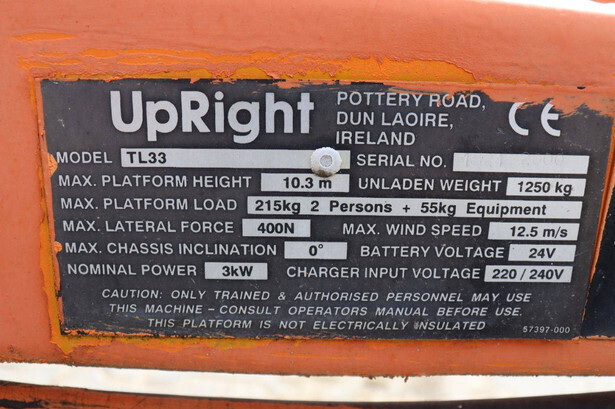 UpRight POTTERY ROAD,
DUN LAOIRE,
IRELAND
CE
MODEL TL33 SERIAL NO.
MAX. PLATFORM HEIGHT 10.3 m UNLADEN WEIGHT 1250 kg
MAX. PLATFORM LOAD 215kg 2 Persons + 55kg Equipment
MAX. LATERAL FORCE 400N MAX. WIND SPEED 12.5 m/s
MAX. CHASSIS INCLINATION 0° BATTERY VOLTAGE 24V
NOMINAL POWER 3kW CHARGER INPUT VOLTAGE 220 / 240V
CAUTION: ONLY TRAINED & AUTHORISED PERSONNEL MAY USE
THIS MACHINE - CONSULT OPERATORS MANUAL BEFORE USE.
THIS PLATFORM IS NOT ELECTRICALLY INSULATED
57397-000